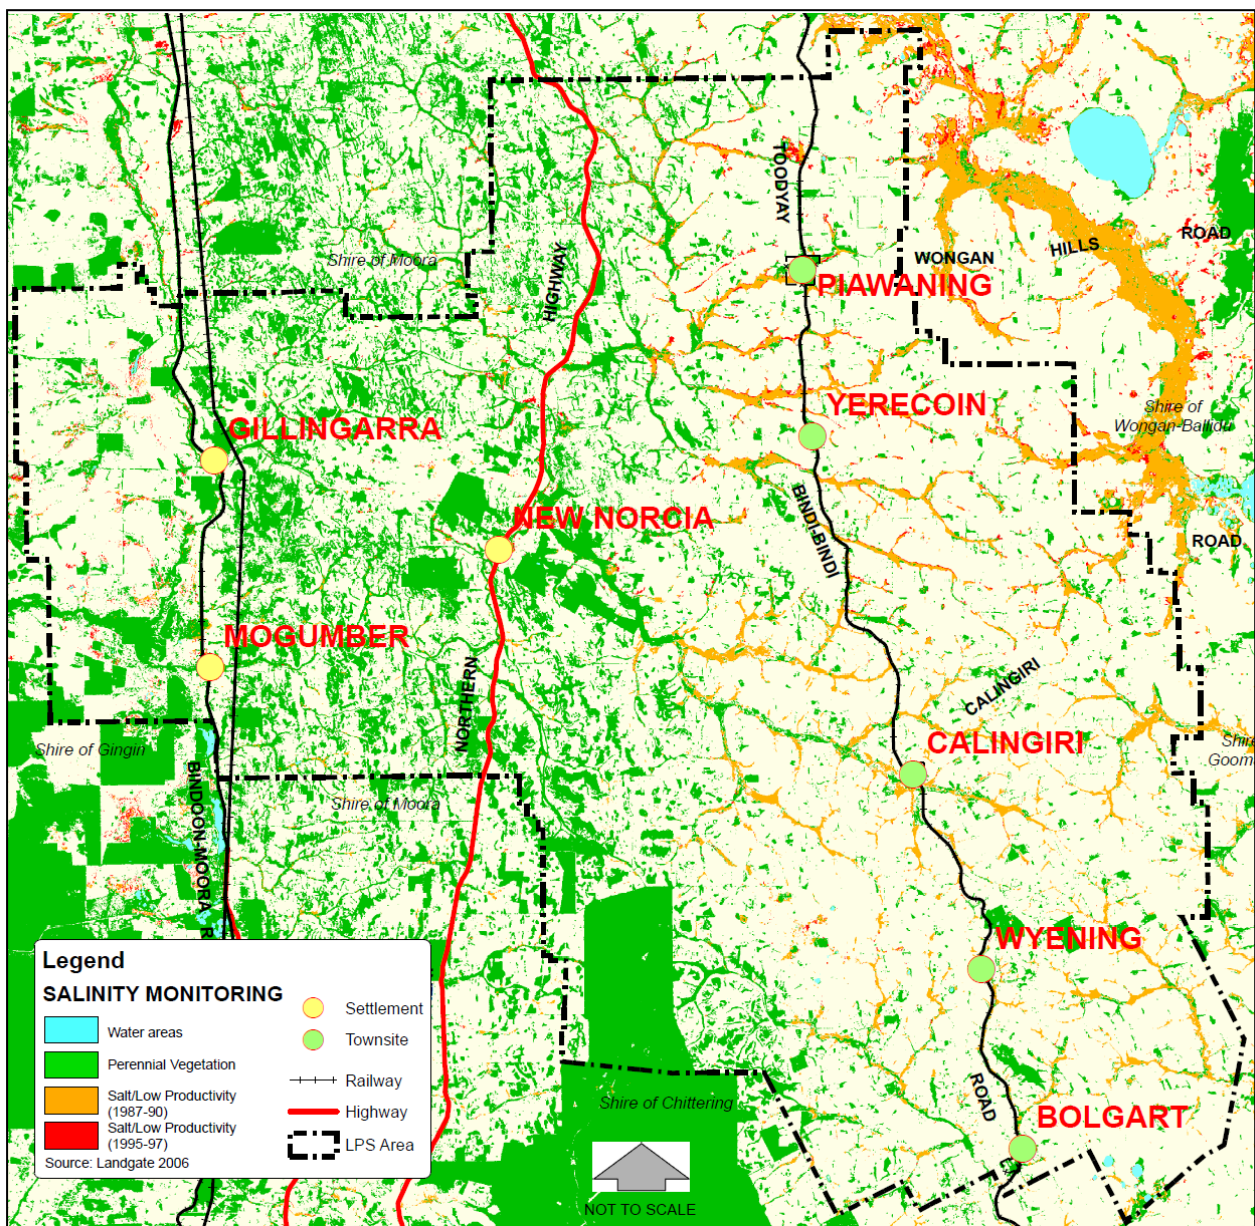 TOODYAY
HIGHWAY
Shire of Moora
WONGAN
HILLS
ROAD
PIAWANING
YERECOIN
Shire of
Wongan-Ballidu
GILLINGARRA
NEW NORCIA
BINDI BINDI
ROAD
MOGUMBER
NORTHERN
CALINGIRI
CALINGIRI
Shire of Gingin
Shire
Goom
BINDOON-MOORA R
Shire of Moora
WYENING
ROAD
Shire of Chittering
BOLGART
NOT TO SCALE
Legend
SALINITY MONITORING
Water areas
Perennial Vegetation
Salt/Low Productivity
(1987-90)
Salt/Low Productivity
(1995-97)
Source: Landgate 2006
Settlement
Townsite
Railway
Highway
LPS Area